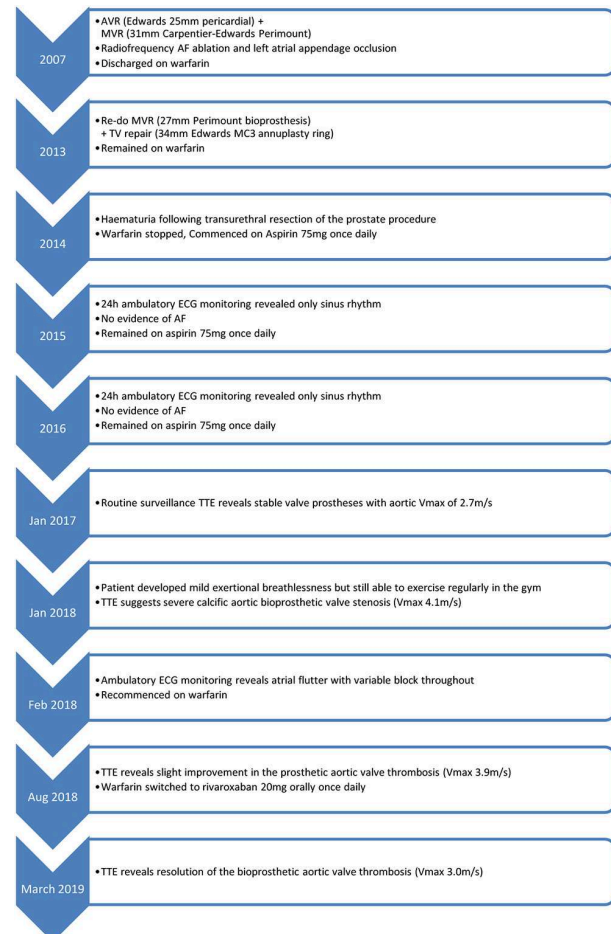 2007
•AVR (Edwards 25mm pericardial) +
MVR (31mm Carpentier-Edwards Perimount)
•Radiofrequency AF ablation and left atrial appendage occlusion
•Discharged on warfarin
2013
•Re-do MVR (27mm Perimount bioprosthesis)
+ TV repair (34mm Edwards MC3 annuplasty ring)
•Remained on warfarin
2014
•Haematuria following transurethral resection of the prostate procedure
•Warfarin stopped, Commenced on Aspirin 75mg once daily
2015
•24h ambulatory ECG monitoring revealed only sinus rhythm
•No evidence of AF
•Remained on aspirin 75mg once daily
2016
•24h ambulatory ECG monitoring revealed only sinus rhythm
•No evidence of AF
•Remained on aspirin 75mg once daily
Jan 2017
•Routine surveillance TTE reveals stable valve prostheses with aortic Vmax of 2.7m/s
Jan 2018
•Patient developed mild exertional breathlessness but still able to exercise regularly in the gym
•TTE suggests severe calcific aortic bioprosthetic valve stenosis (Vmax 4.1m/s)
Feb 2018
•Ambulatory ECG monitoring reveals atrial flutter with variable block throughout
•Recommenced on warfarin
Aug 2018
•TTE reveals slight improvement in the prosthetic aortic valve thrombosis (Vmax 3.9m/s)
•Warfarin switched to rivaroxaban 20mg orally once daily
March 2019
•TTE reveals resolution of the bioprosthetic aortic valve thrombosis (Vmax 3.0m/s)